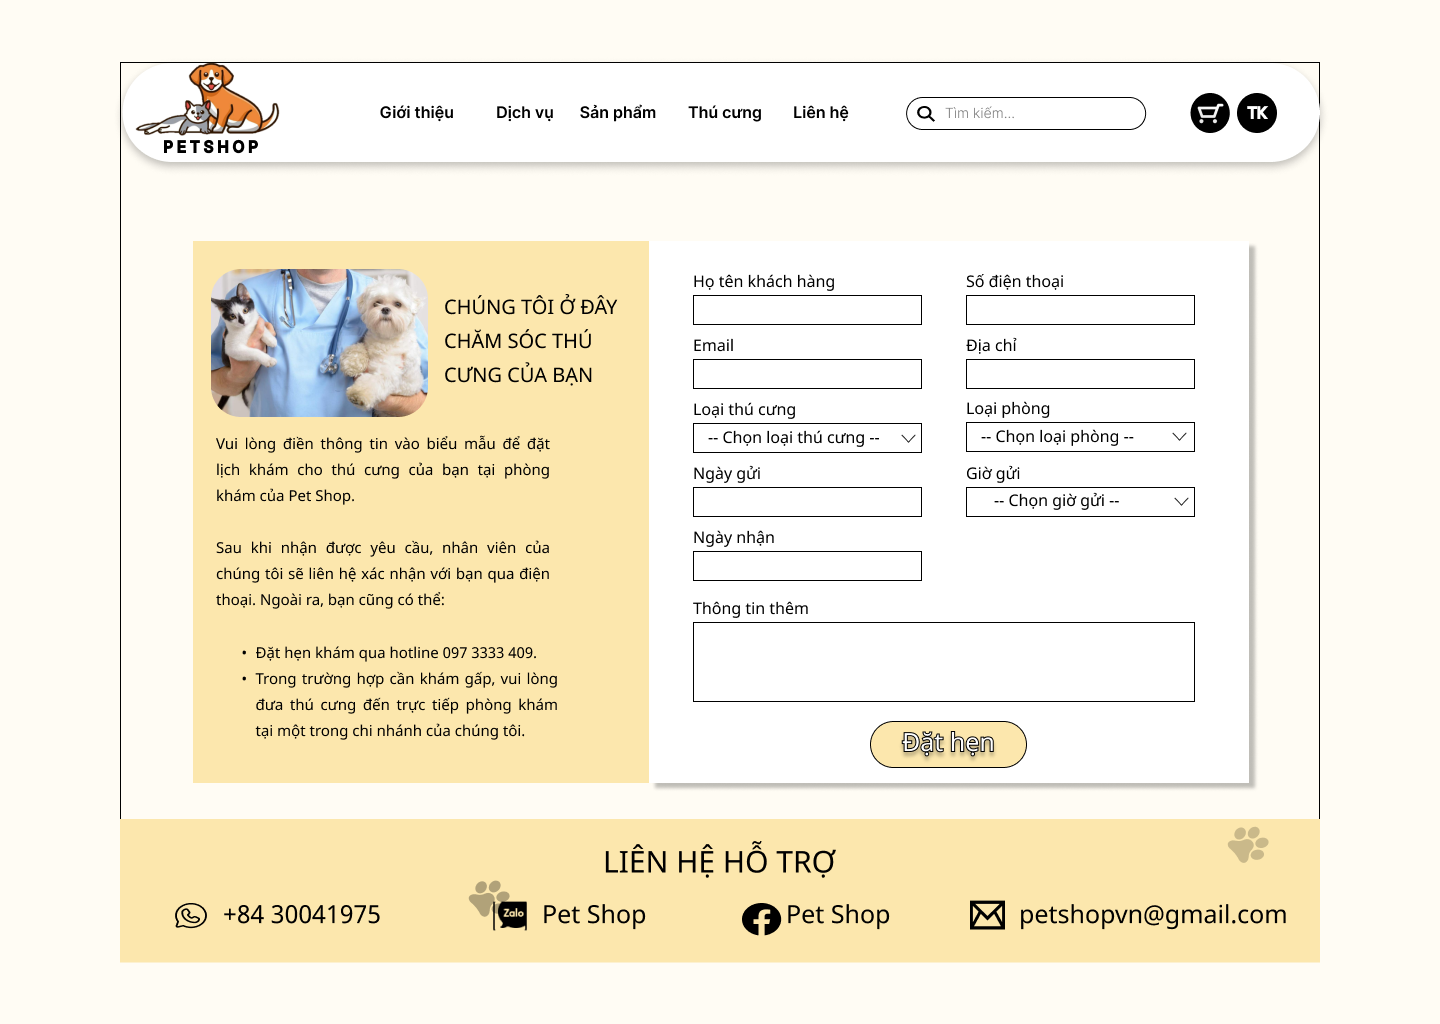 PETSHOP
Giới thiệu
Dịch vụ
Sản phẩm
Thú cưng
Liên hệ
Tìm kiếm...
TK
CHÚNG TÔI Ở ĐÂY
CHĂM SÓC THÚ
CƯNG CỦA BẠN
Vui lòng điền thông tin vào biểu mẫu để đặt
lịch khám cho thú cưng của bạn tại phòng
khám của Pet Shop.
Sau khi nhận được yêu cầu, nhân viên của
chúng tôi sẽ liên hệ xác nhận với bạn qua điện
thoại. Ngoài ra, bạn cũng có thể:
• Đặt hẹn khám qua hotline 097 3333 409.
• Trong trường hợp cần khám gấp, vui lòng
đưa thú cưng đến trực tiếp phòng khám
tại một trong chi nhánh của chúng tôi.
Họ tên khách hàng
Số điện thoại
Email
Địa chỉ
Loại thú cưng
Loại phòng
-- Chọn loại thú cưng --
-- Chọn loại phòng --
Ngày gửi
Giờ gửi
-- Chọn giờ gửi --
Ngày nhận
Thông tin thêm
Đặt hẹn
LIÊN HỆ HỖ TRỢ
+84 30041975
Zalo
Pet Shop
Pet Shop
petshopvn@gmail.com